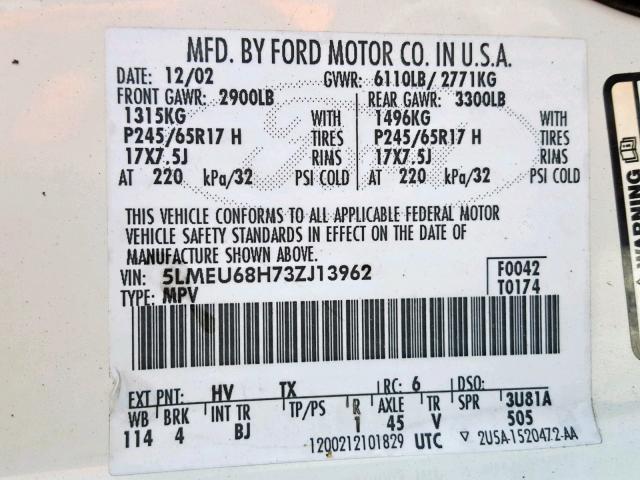 MFD. BY FORD MOTOR CO. IN U.S.A.
DATE: 12/02 GVWR: 6110LB/ 2771KG
FRONT GAWR: 2900LB REAR GAWR: 3300LB
1315KG WITH 1496KG WITH
P245/65R17 H TIRES P245/65R17 H TIRES
17X7.5J RIMS 17X7.5J RIMS
AT 220 kPa/32 PSI COLD AT 220 kPa/32 PSI COLD
THIS VEHICLE CONFORMS TO ALL APPLICABLE FEDERAL MOTOR
VEHICLE SAFETY STANDARDS IN EFFECT ON THE DATE OF
MANUFACTURE SHOWN ABOVE.
VIN: 5LMEU68H73ZJ13962 F0042
TYPE: MPV T0174
EXT PNT: HV TX RC: 6 DSO:
WB BRK INT TR TP/PS R AXLE TR SPR 3U81A
114 4 BJ 1 45 V 505
1200212101829 UTC 2U5A-1520472-AA
WARNING